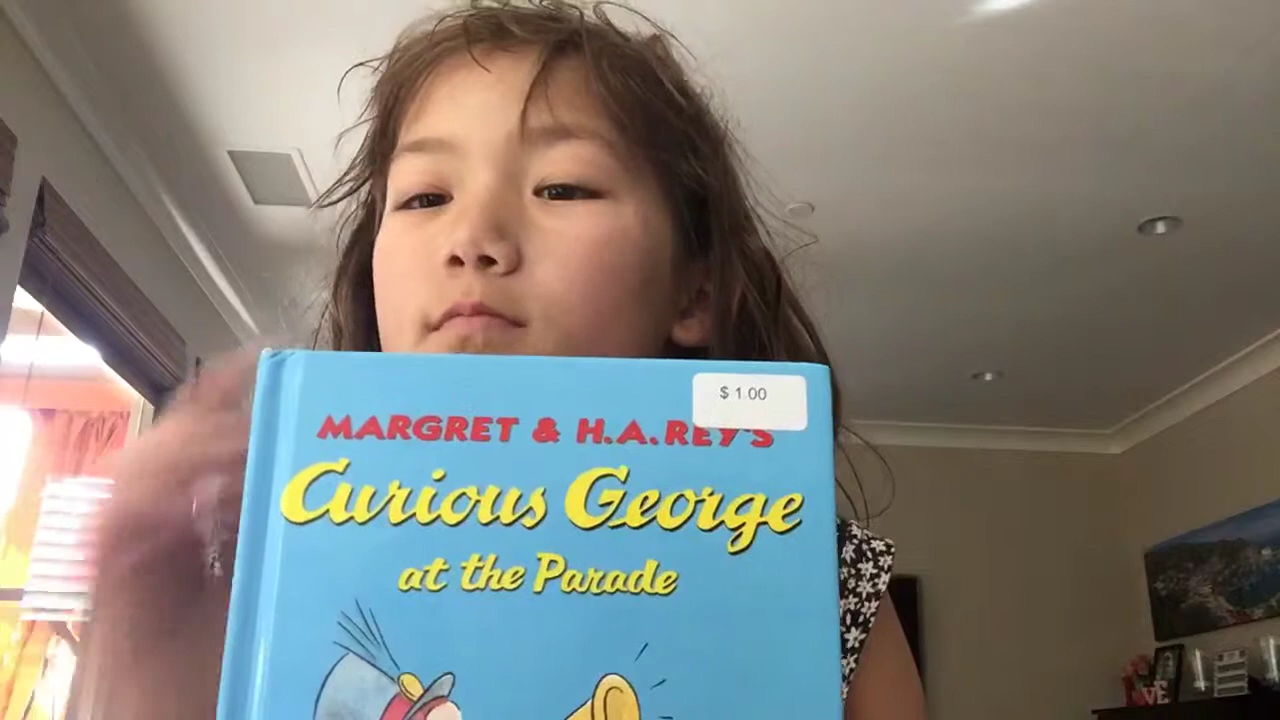 $ 1.00
MARGRET & H.A. REY'S
Curious George
at the Parade